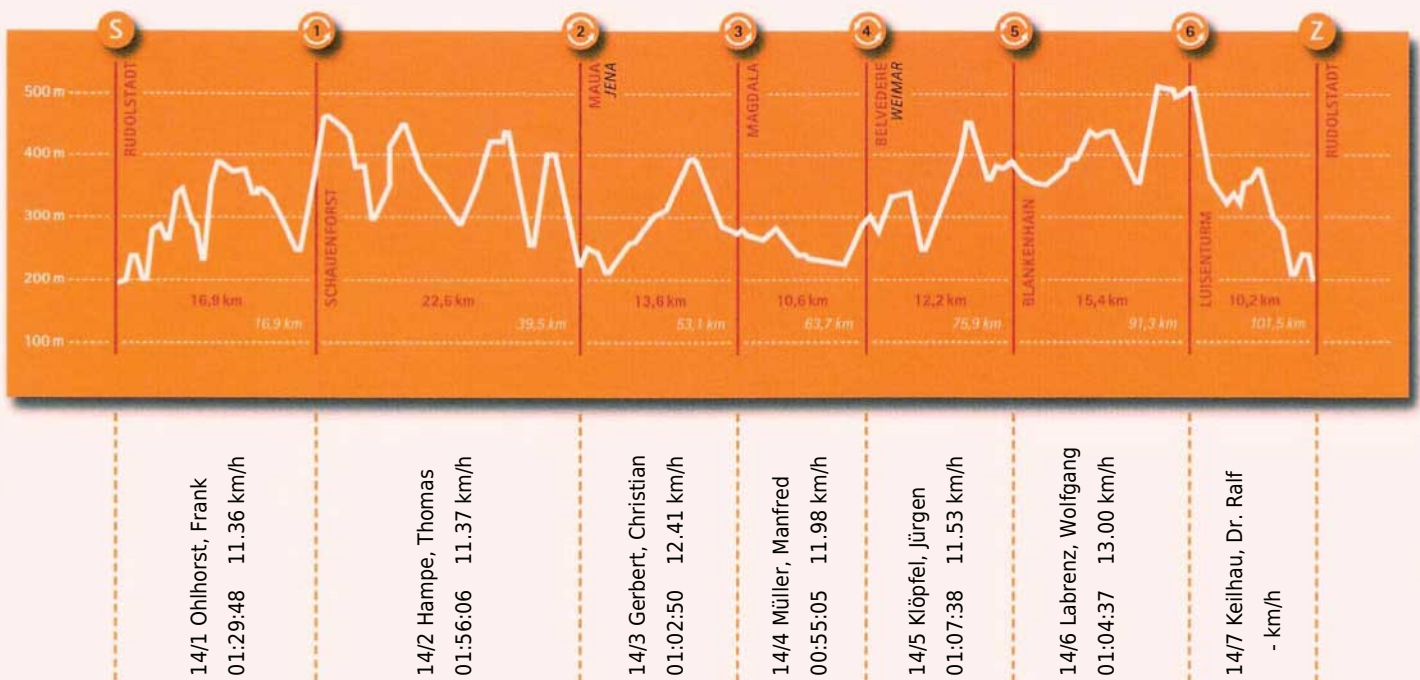 S
1
2
3
4
5
6
Z
500 m
400 m
300 m
200 m
100 m
RUDOLSTADT
SCHAUENFORST
MAUA
JENA
MAGDALA
BELVEDERE
WEIMAR
BLANKENHAIN
LUISENTURM
RUDOLSTADT
16,9 km
22,6 km
13,6 km
10,6 km
12,2 km
15,4 km
10,2 km
16,9 km
39,5 km
53,1 km
63,7 km
75,9 km
91,3 km
101,5 km
14/1 Ohlhorst, Frank
01:29:48 11.36 km/h
14/2 Hampe, Thomas
01:56:06 11.37 km/h
14/3 Gerbert, Christian
01:02:50 12.41 km/h
14/4 Müller, Manfred
00:55:05 11.98 km/h
14/5 Klöpfel, Jürgen
01:07:38 11.53 km/h
14/6 Labrenz, Wolfgang
01:04:37 13.00 km/h
14/7 Keilhau, Dr. Ralf
- km/h